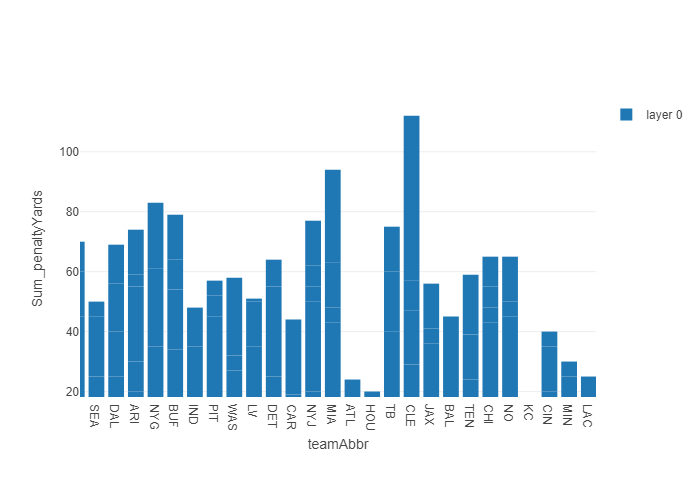 layer 0
Sum_penaltyYards
100
80
60
40
20
SEA DAL ARI NYG BUF IND PIT WAS LV DET CAR NYJ MIA ATL HOU TB CLE JAX BAL TEN CHI NO KC CIN MIN LAC
teamAbbr